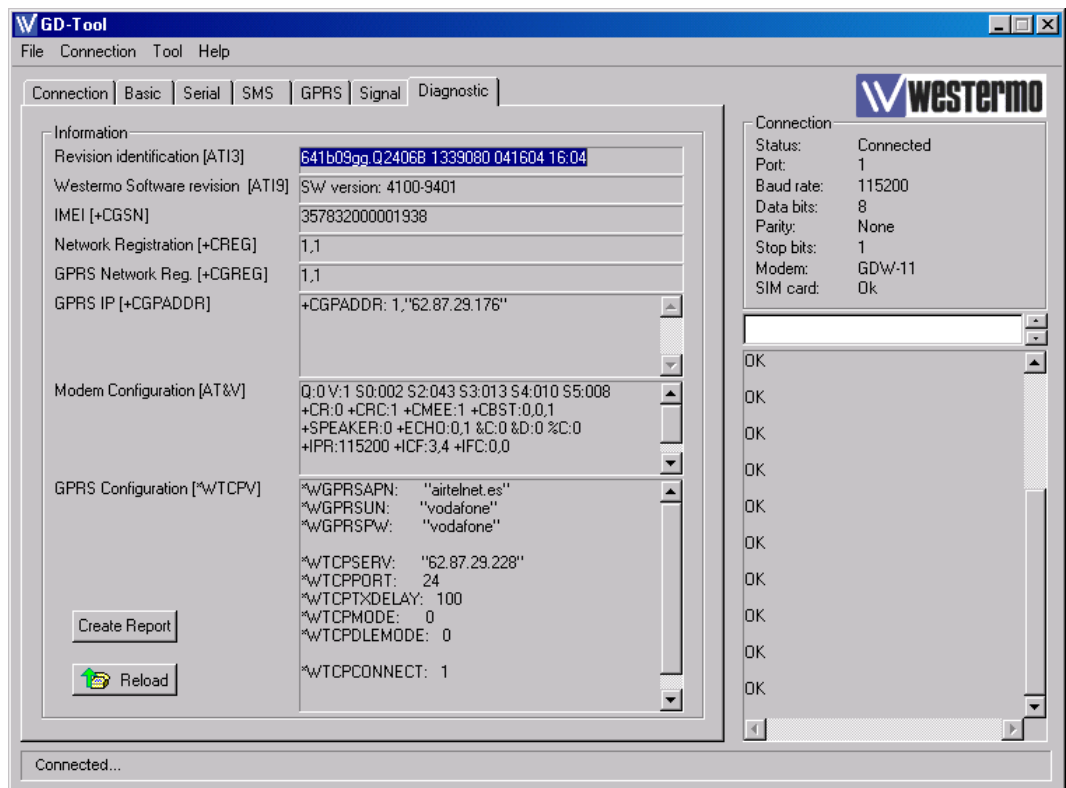 GD-Tool
File Connection Tool Help
Connection Basic Serial SMS GPRS Signal Diagnostic
Information
Revision identification [ATI3] 641b09gg.Q2406B 1339080 041604 16:04
Westermo Software revision [ATI9] SW version: 4100-9401
IMEI [+CGSN] 357832000001938
Network Registration [+CREG] 1,1
GPRS Network Reg. [+CGREG] 1,1
GPRS IP [+CGPADDR] +CGPADDR: 1,"62.87.29.176"
Modem Configuration [AT&V] Q:0 V:1 S0:002 S2:043 S3:013 S4:010 S5:008
+CR:0 +CRC:1 +CMEE:1 +CBST:0,0,1
+SPEAKER:0 +ECHO:0,1 &C:0 &D:0 %C:0
+IPR:115200 +ICF:3,4 +IFC:0,0
GPRS Configuration [*WTCPV] *WGPRSAPN: "airtelnet.es"
*WGPRSUN: "vodafone"
*WGPRSPW: "vodafone"
*WTCPSERV: "62.87.29.228"
*WTCPPORT: 24
*WTCPTXDELAY: 100
*WTCPMODE: 0
*WTCPDLEMODE: 0
*WTCPCONNECT: 1
Create Report
Reload
westermo
Connection
Status: Connected
Port: 1
Baud rate: 115200
Data bits: 8
Parity: None
Stop bits: 1
Modem: GDW-11
SIM card: Ok
OK
OK
OK
OK
OK
OK
OK
OK
OK
OK
Connected...